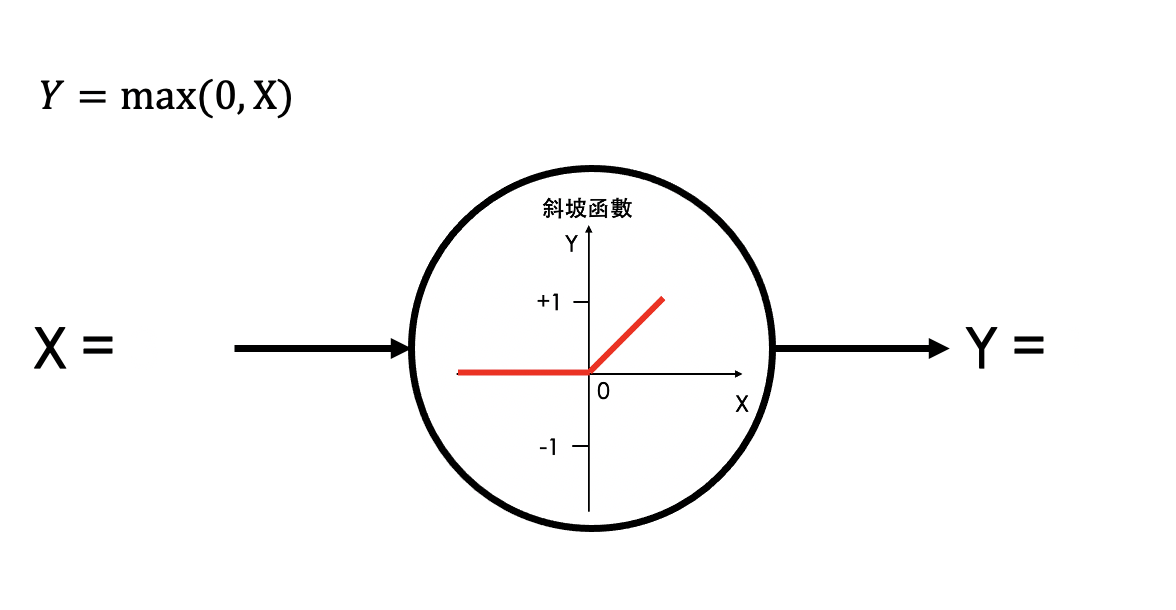 Y = max(0, X)
斜坡函數
Y
+1
X =
Y =
0
X
-1